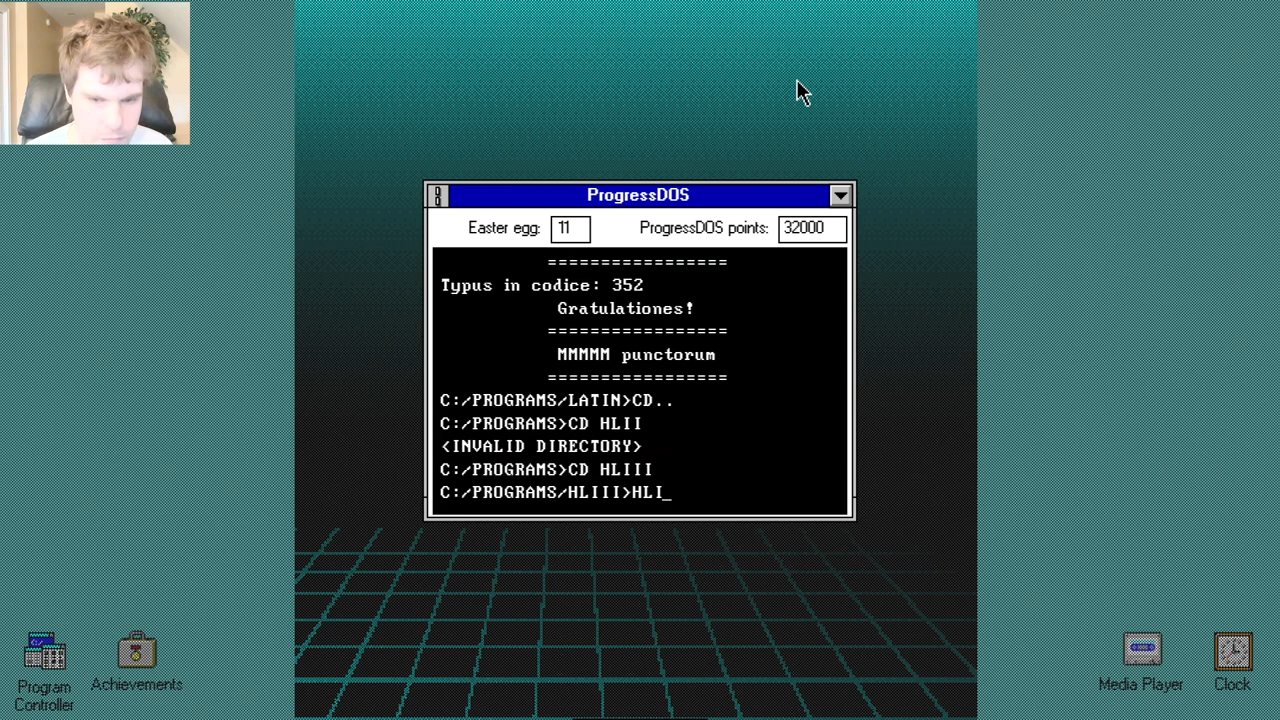 ProgressDOS
Easter egg: 11 ProgressDOS points: 32000
=================
Typus in codice: 352
Gratulationes!
=================
MMMMM punctorum
=================
C:/PROGRAMS/LATIN>CD..
C:/PROGRAMS>CD HLII
<INVALID DIRECTORY>
C:/PROGRAMS>CD HLIII
C:/PROGRAMS/HLIII>HLI_
Program
Controller
Achievements
Media Player
Clock